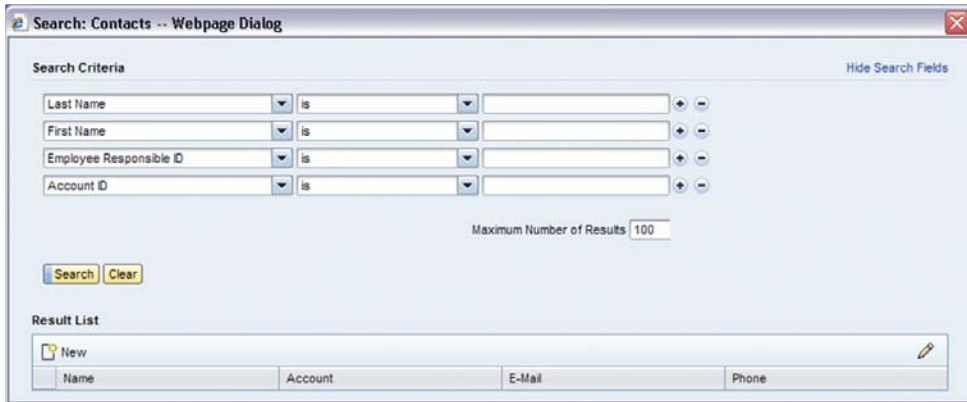 Search: Contacts -- Webpage Dialog
Search Criteria Hide Search Fields
Last Name is
First Name is
Employee Responsible ID is
Account ID is
Maximum Number of Results 100
Search Clear
Result List
New
Name Account E-Mail Phone